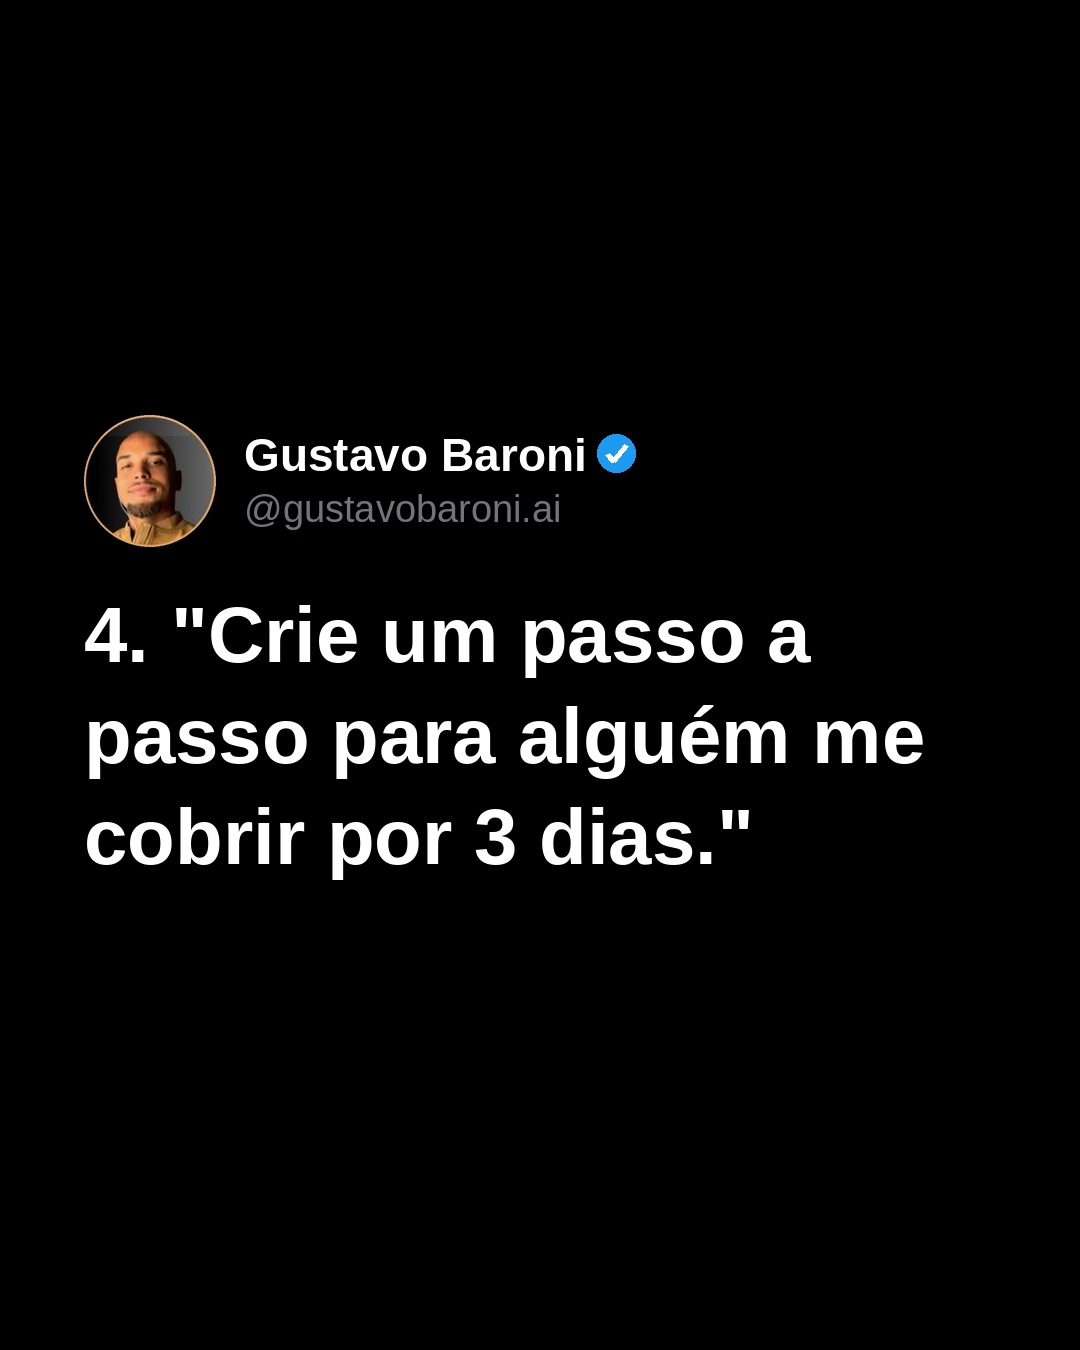 Gustavo Baroni
@gustavobaroni.ai
4. "Crie um passo a
passo para alguém me
cobrir por 3 dias."